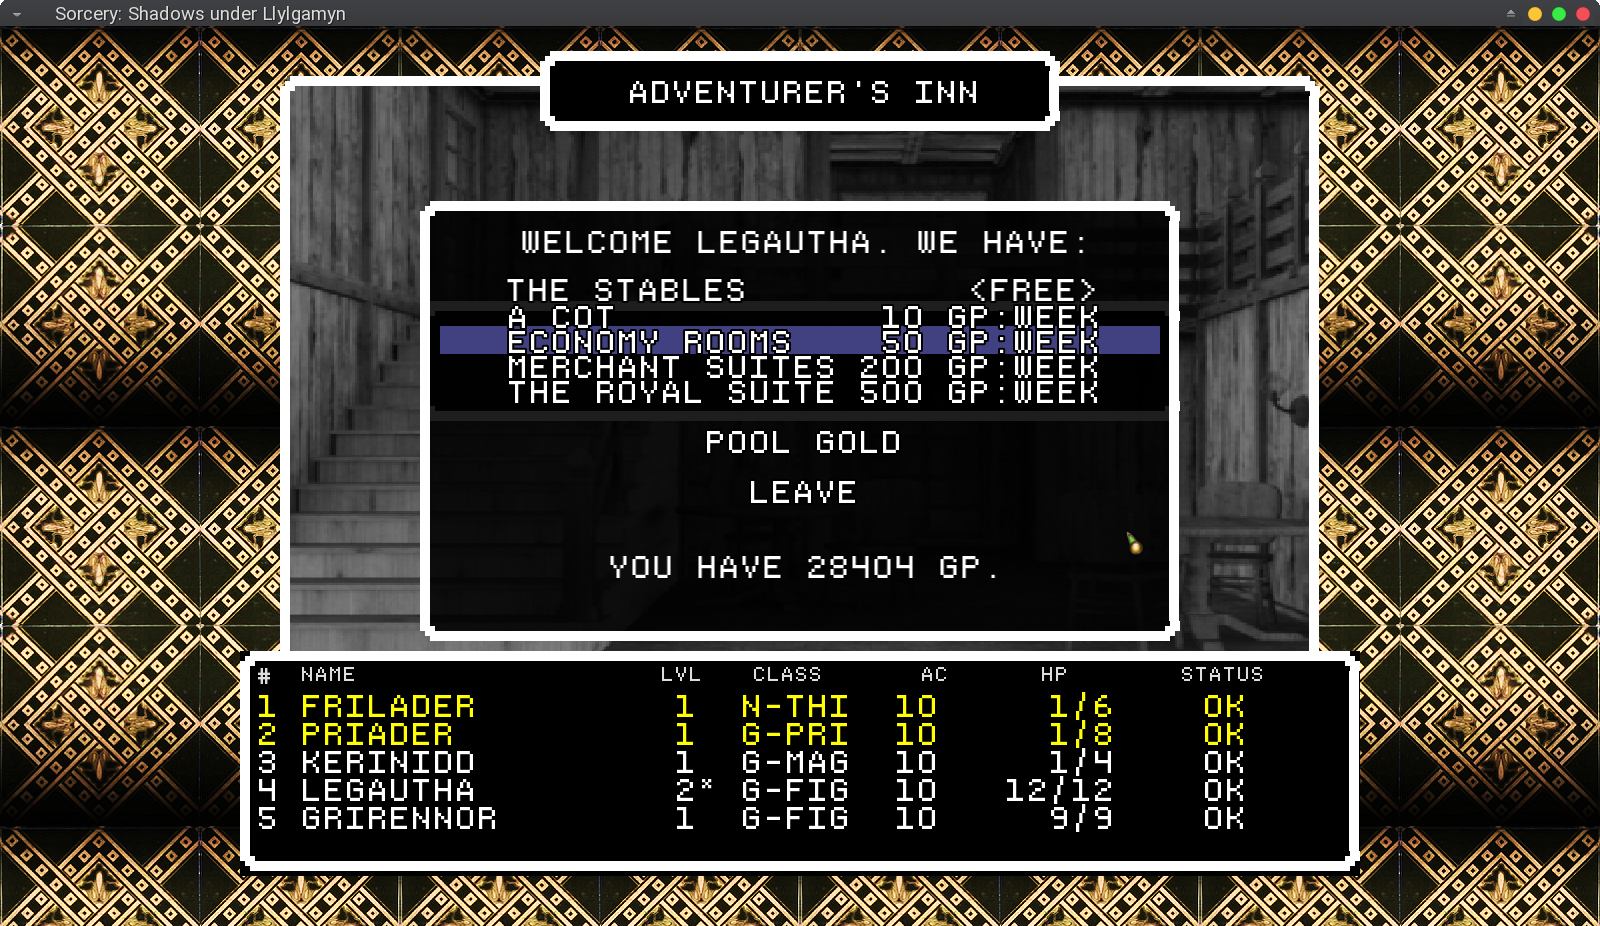 Sorcery: Shadows under Llylgamyn
ADVENTURER'S INN
WELCOME LEGAUTHA. WE HAVE:
THE STABLES <FREE>
A COT 10 GP:WEEK
ECONOMY ROOMS 50 GP:WEEK
MERCHANT SUITES 200 GP:WEEK
THE ROYAL SUITE 500 GP:WEEK
POOL GOLD
LEAVE
YOU HAVE 28404 GP.
# NAME LVL CLASS AC HP STATUS
1 FRILADER 1 N-THI 10 1/6 OK
2 PRIADER 1 G-PRI 10 1/8 OK
3 KERINIDD 1 G-MAG 10 1/4 OK
4 LEGAUTHA 2* G-FIG 10 12/12 OK
5 GRIRENNOR 1 G-FIG 10 9/9 OK